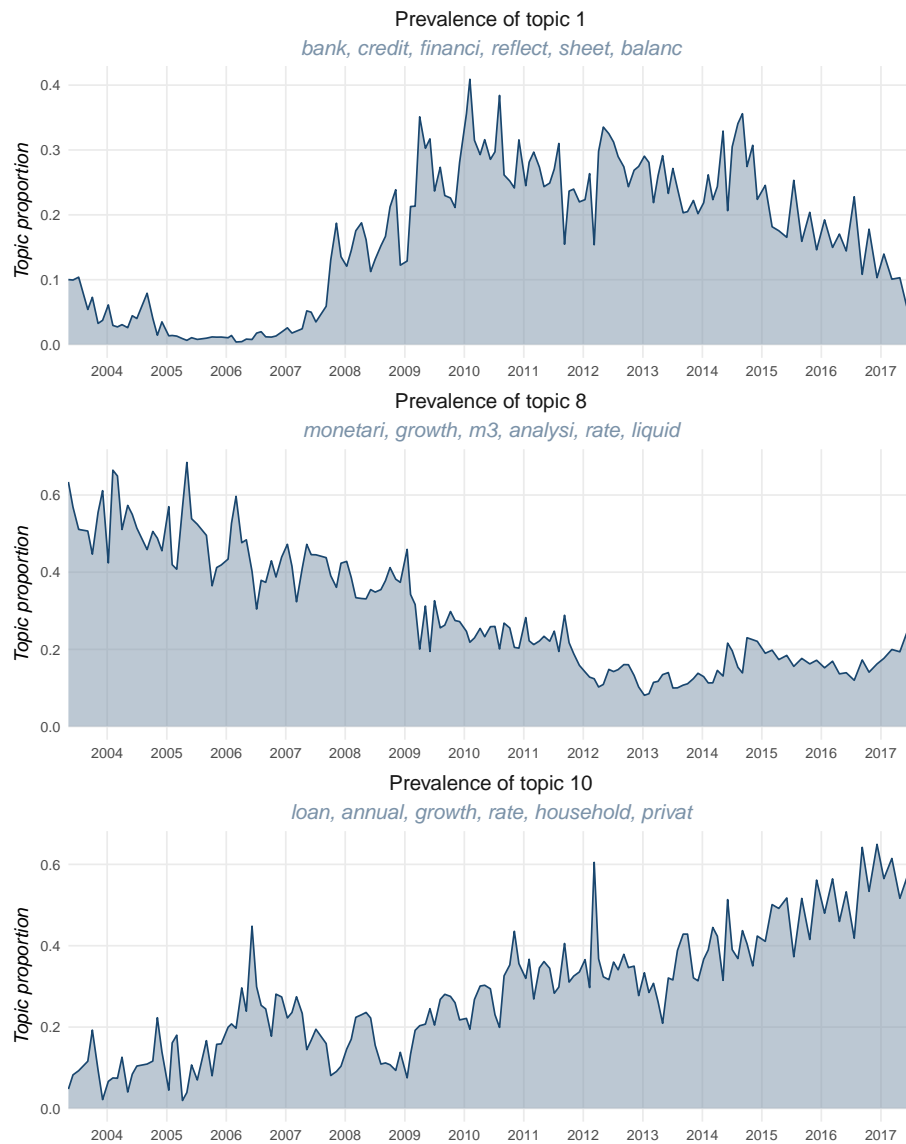 Prevalence of topic 1
bank, credit, financi, reflect, sheet, balanc
Topic proportion
0.4
0.3
0.2
0.1
0.0
2004 2005 2006 2007 2008 2009 2010 2011 2012 2013 2014 2015 2016 2017
Prevalence of topic 8
monetari, growth, m3, analysi, rate, liquid
Topic proportion
0.6
0.4
0.2
0.0
2004 2005 2006 2007 2008 2009 2010 2011 2012 2013 2014 2015 2016 2017
Prevalence of topic 10
loan, annual, growth, rate, household, privat
Topic proportion
0.6
0.4
0.2
0.0
2004 2005 2006 2007 2008 2009 2010 2011 2012 2013 2014 2015 2016 2017